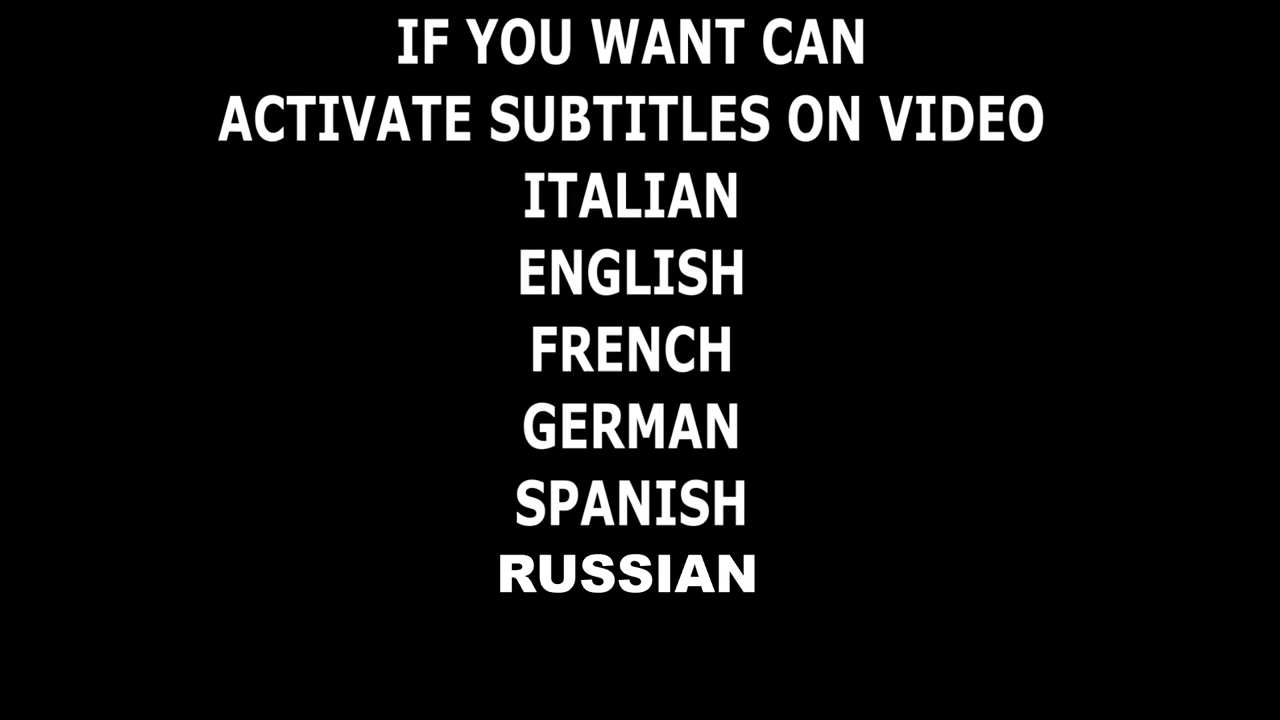 IF YOU WANT CAN
ACTIVATE SUBTITLES ON VIDEO
ITALIAN
ENGLISH
FRENCH
GERMAN
SPANISH
RUSSIAN